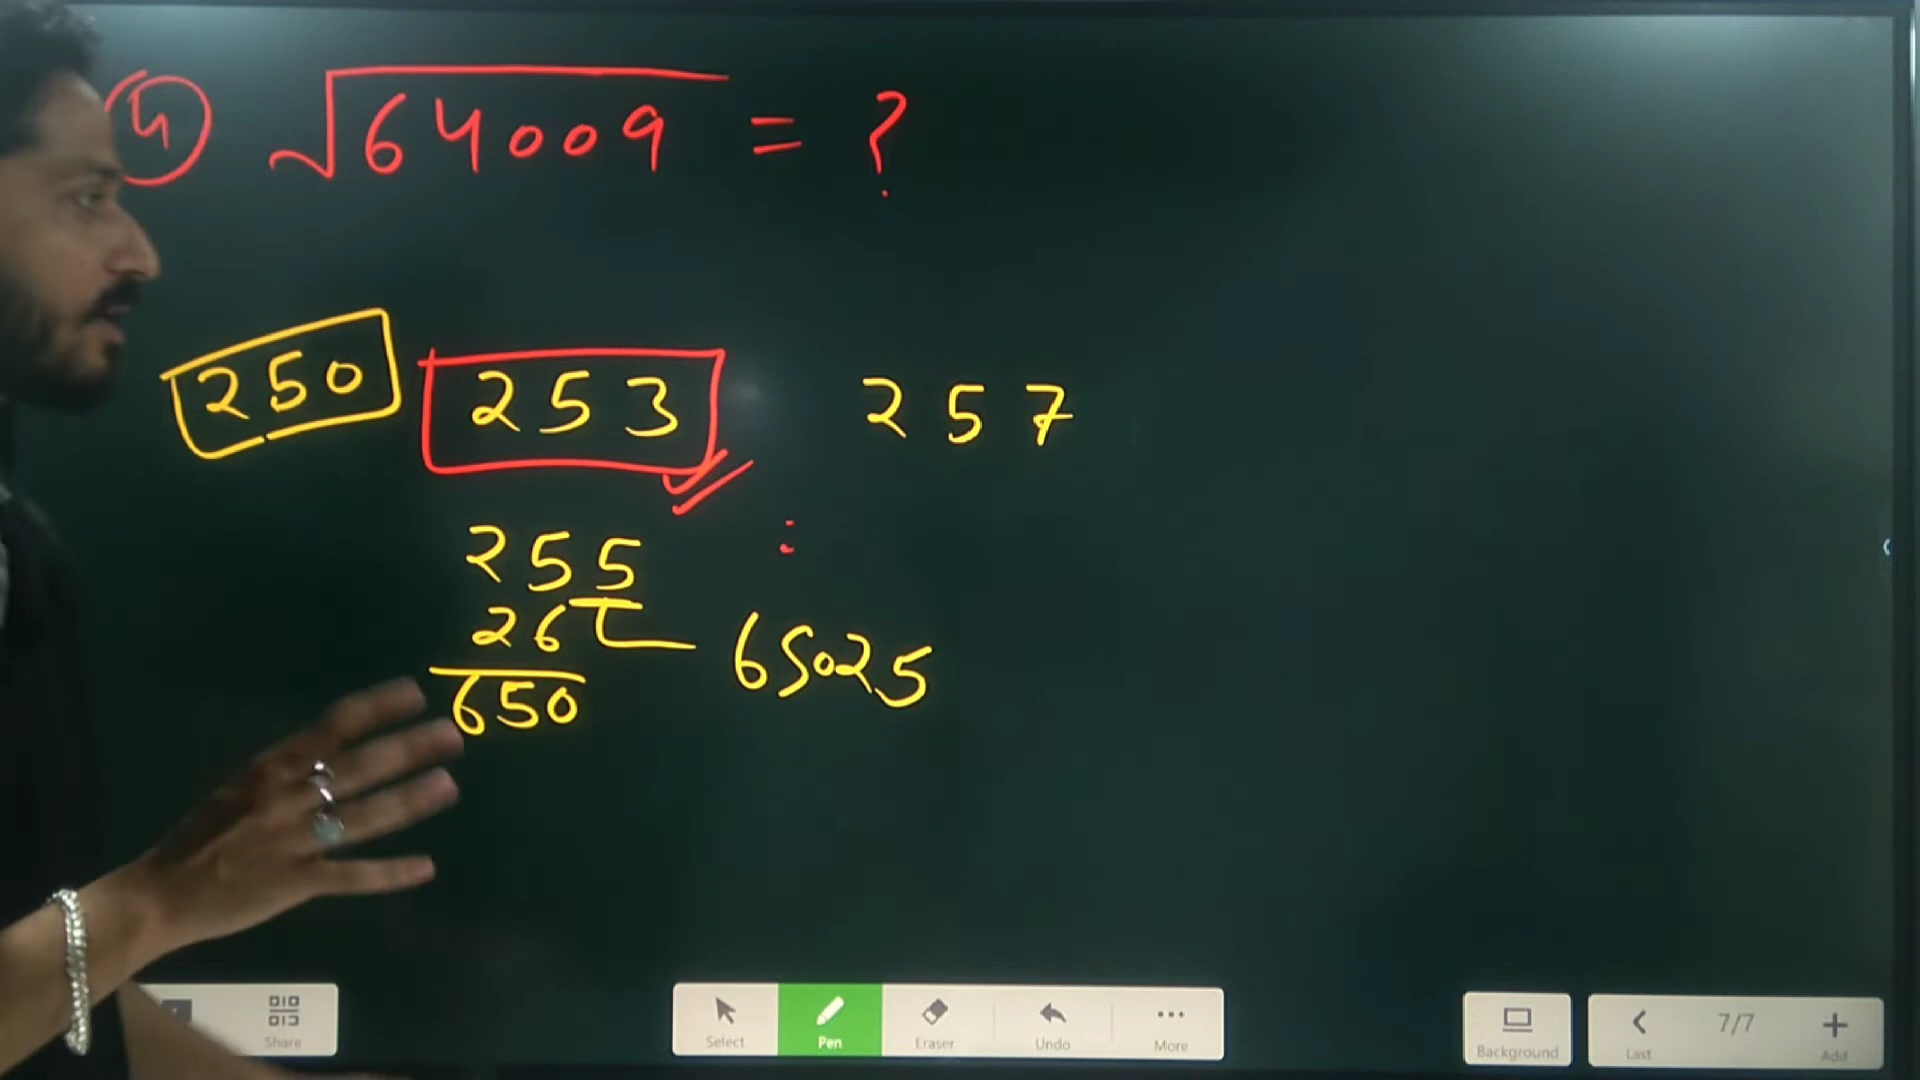 4 √64009 = ?
250 253 257
255
26
650
65025
Share
Select Pen Eraser Undo More
Background
Last 7/7 Add